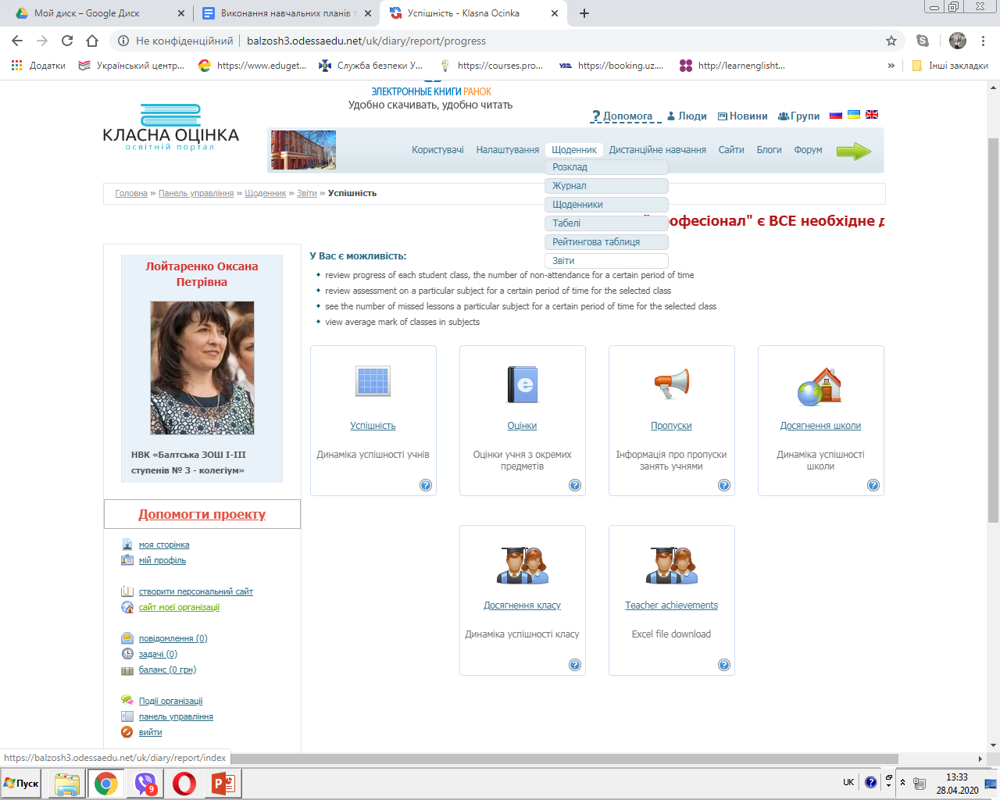 Мой диск – Google Диск
Виконання навчальних планів т
Успішність - Klasna Ocinka
Не конфіденційний
balzosh3.odessaedu.net/uk/diary/report/progress
Додатки
Український центр...
https://www.eduget...
Служба безпеки У...
https://courses.pro...
https://booking.uz....
http://learnenglisht...
»
Інші закладки
ЭЛЕКТРОННЫЕ КНИГИ РАНОК
Удобно скачивать, удобно читать
КЛАСНА ОЦІНКА
освітній портал
Допомога
Люди
Новини
Групи
Користувачі
Налаштування
Щоденник
Дистанційне навчання
Сайти
Блоги
Форум
Розклад
Журнал
Щоденники
Табелі
Рейтингова таблиця
Звіти
Головна » Панель управління » Щоденник » Звіти » Успішність
офесіонал" є ВСЕ необхідне д
Лойтаренко Оксана
Петрівна
НВК «Балтська ЗОШ І-ІІІ
ступенів № 3 - колегіум»
Допомогти проекту
моя сторінка
мій профіль
створити персональний сайт
сайт моєї організації
повідомлення (0)
задачі (0)
баланс (0 грн)
Події організації
панель управління
вийти
У Вас є можливість:
review progress of each student class, the number of non-attendance for a certain period of time
review assessment on a particular subject for a certain period of time for the selected class
see the number of missed lessons a particular subject for a certain period of time for the selected class
view average mark of classes in subjects
Успішність
Динаміка успішності учнів
Оцінки
Оцінки учня з окремих
предметів
Пропуски
Інформація про пропуски
занять учнями
Досягнення школи
Динаміка успішності
школи
Досягнення класу
Динаміка успішності класу
Teacher achievements
Excel file download
https://balzosh3.odessaedu.net/uk/diary/report/index
Пуск
9
UK
13:33
28.04.2020